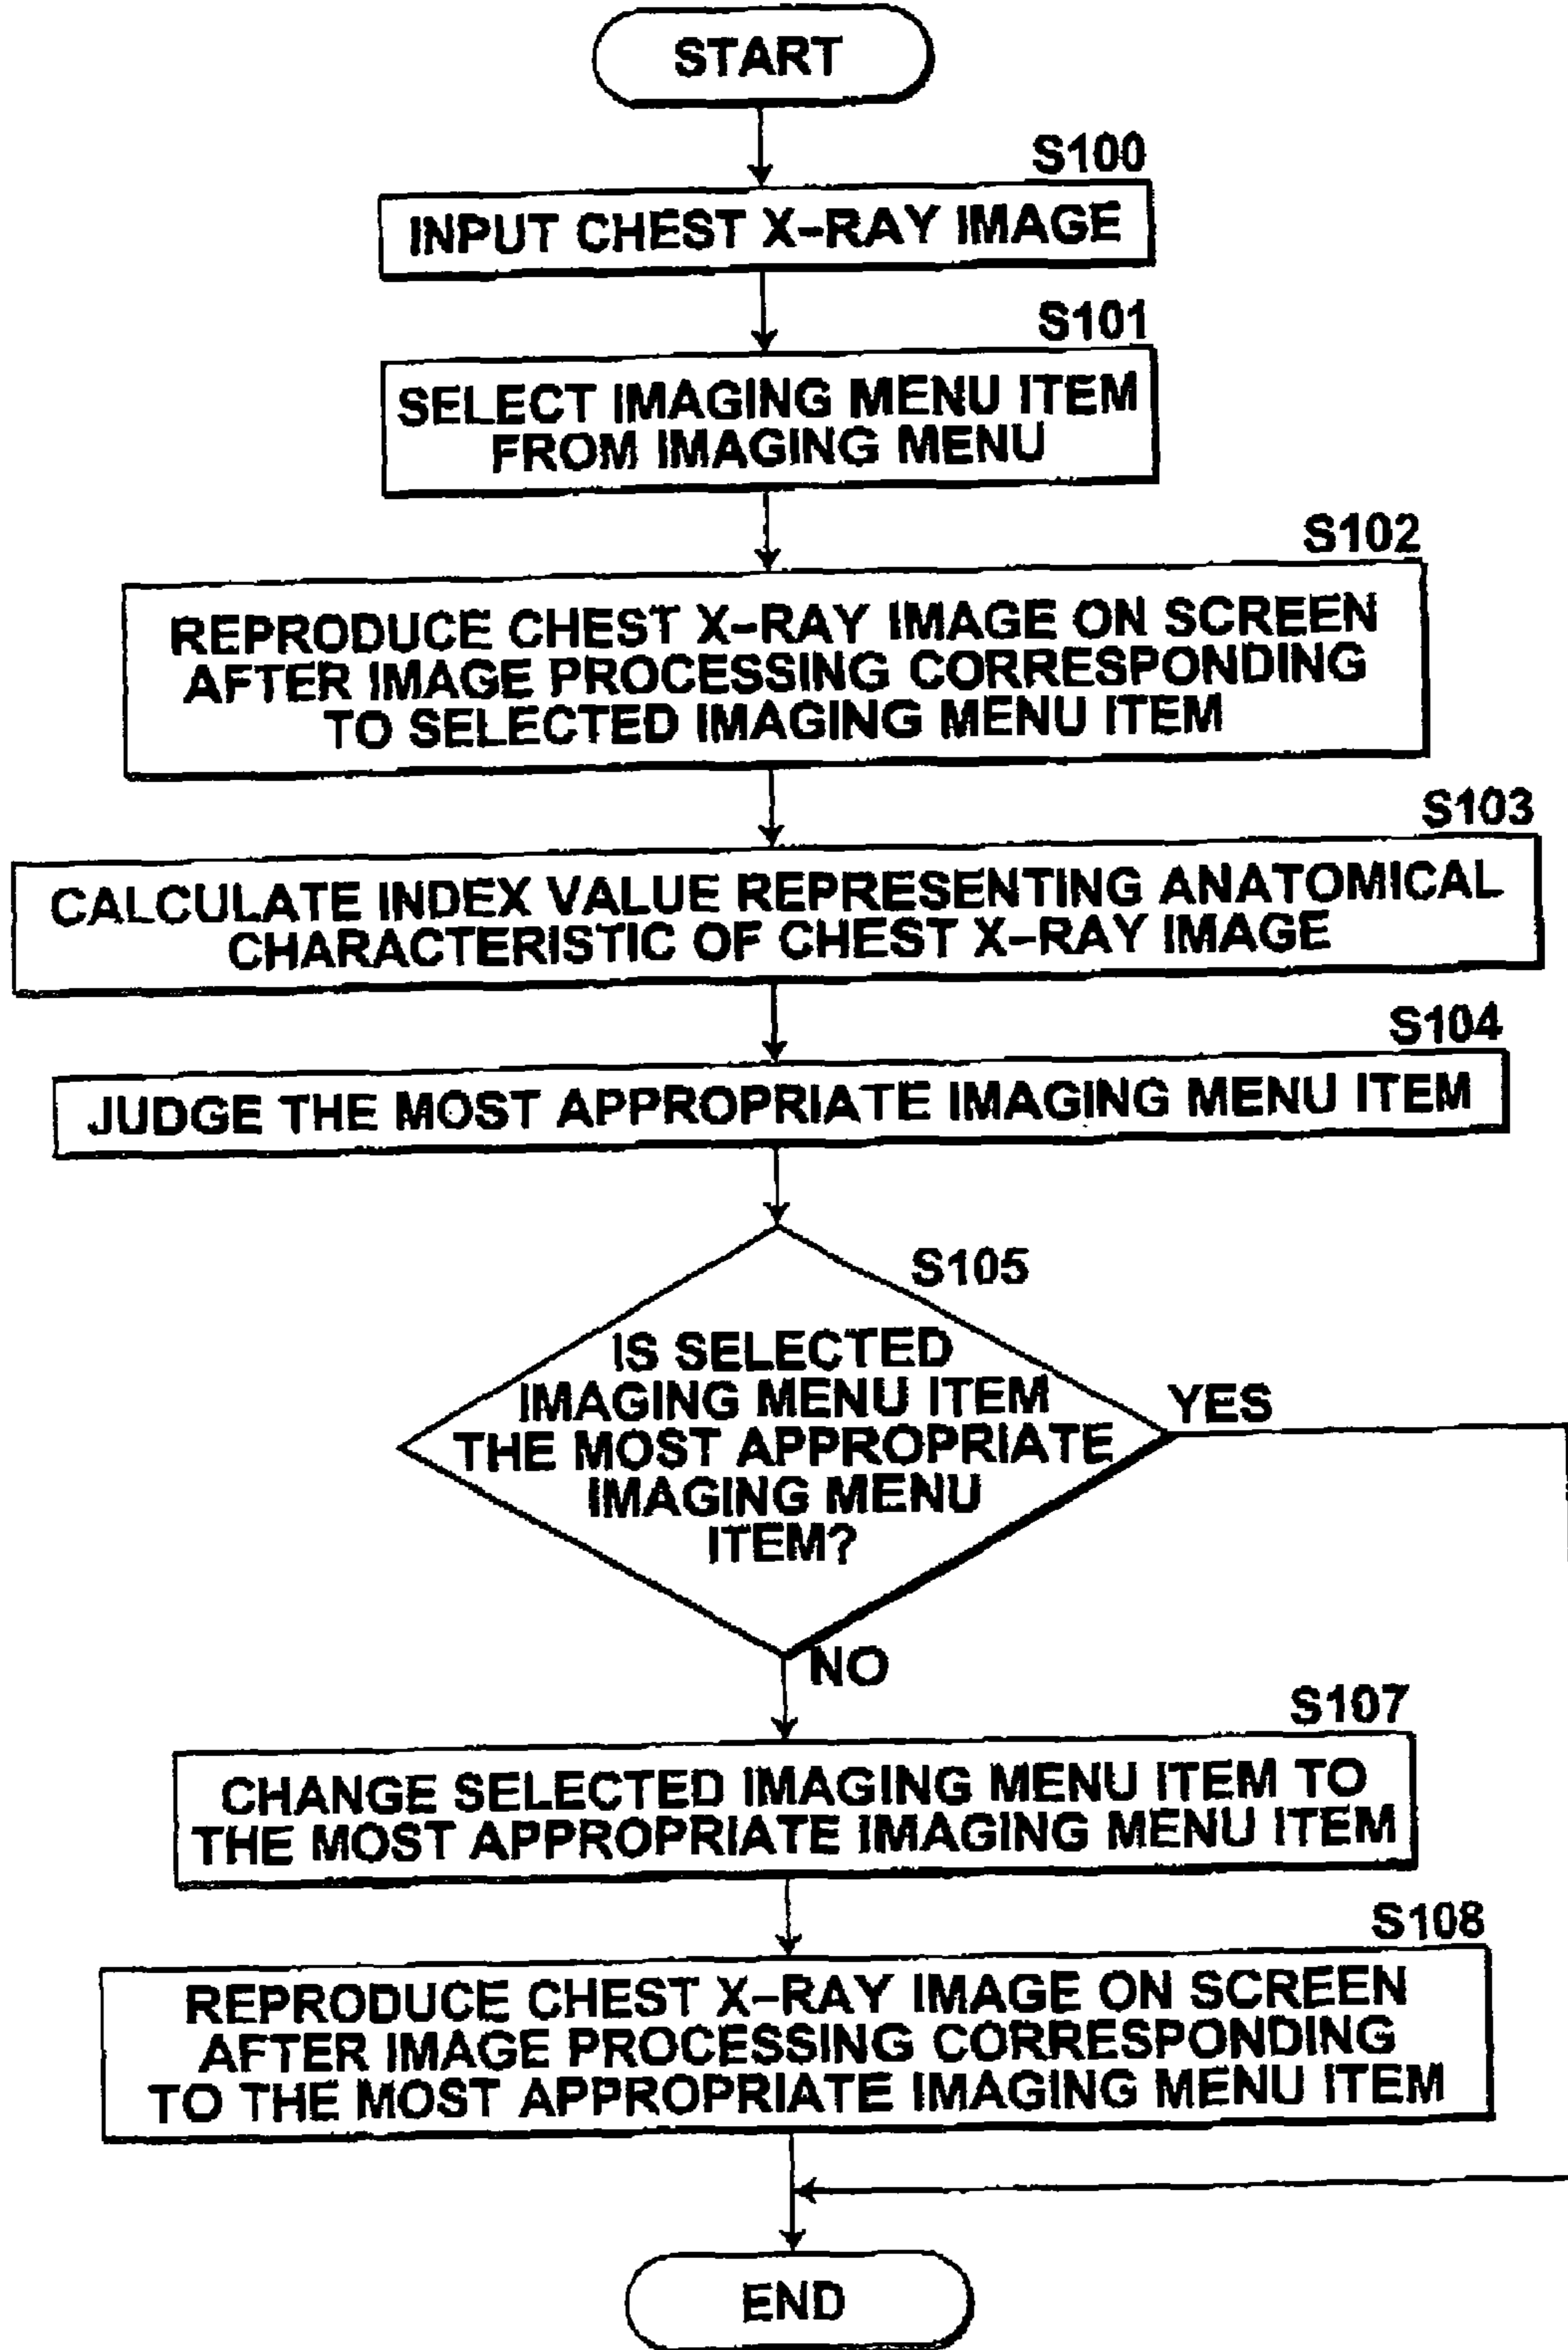 START
S100
INPUT CHEST X-RAY IMAGE
S101
SELECT IMAGING MENU ITEM
FROM IMAGING MENU
S102
REPRODUCE CHEST X-RAY IMAGE ON SCREEN
AFTER IMAGE PROCESSING CORRESPONDING
TO SELECTED IMAGING MENU ITEM
S103
CALCULATE INDEX VALUE REPRESENTING ANATOMICAL
CHARACTERISTIC OF CHEST X-RAY IMAGE
S104
JUDGE THE MOST APPROPRIATE IMAGING MENU ITEM
S105
IS SELECTED
IMAGING MENU ITEM
THE MOST APPROPRIATE
IMAGING MENU
ITEM?
YES
NO
S107
CHANGE SELECTED IMAGING MENU ITEM TO
THE MOST APPROPRIATE IMAGING MENU ITEM
S108
REPRODUCE CHEST X-RAY IMAGE ON SCREEN
AFTER IMAGE PROCESSING CORRESPONDING
TO THE MOST APPROPRIATE IMAGING MENU ITEM
END